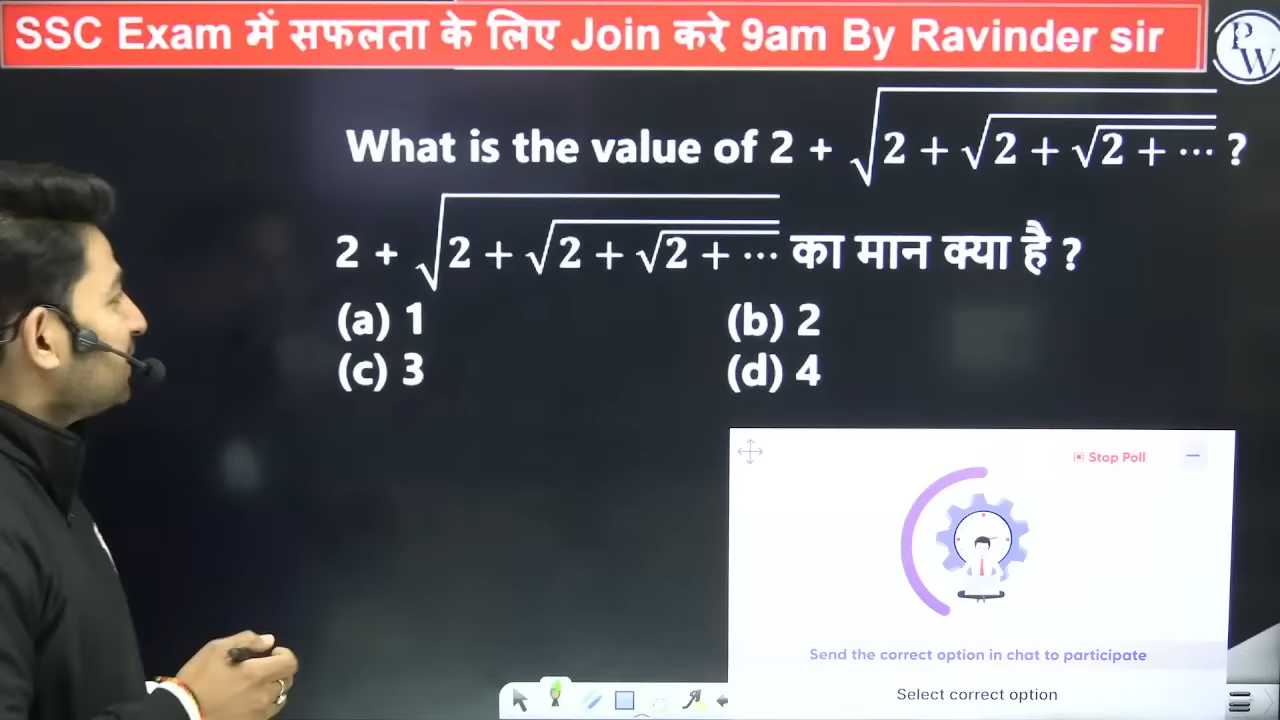 SSC Exam में सफलता के लिए Join करे 9am By Ravinder sir
PW
What is the value of 2 + √(2 + √(2 + √(2 + ⋯ ?
2 + √(2 + √(2 + √(2 + ⋯ का मान क्या है ?
(a) 1 (b) 2
(c) 3 (d) 4
Stop Poll
Send the correct option in chat to participate
Select correct option